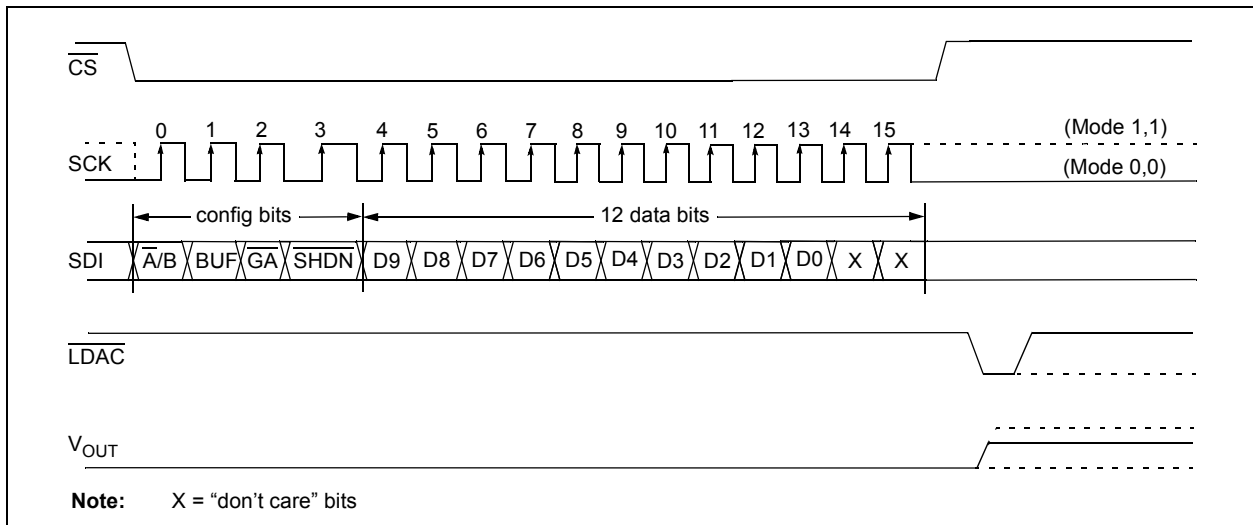 CS
0 1 2 3 4 5 6 7 8 9 10 11 12 13 14 15
(Mode 1,1)
SCK
(Mode 0,0)
config bits 12 data bits
SDI A/B BUF GA SHDN D9 D8 D7 D6 D5 D4 D3 D2 D1 D0 X X
LDAC
VOUT
Note: X = “don’t care” bits